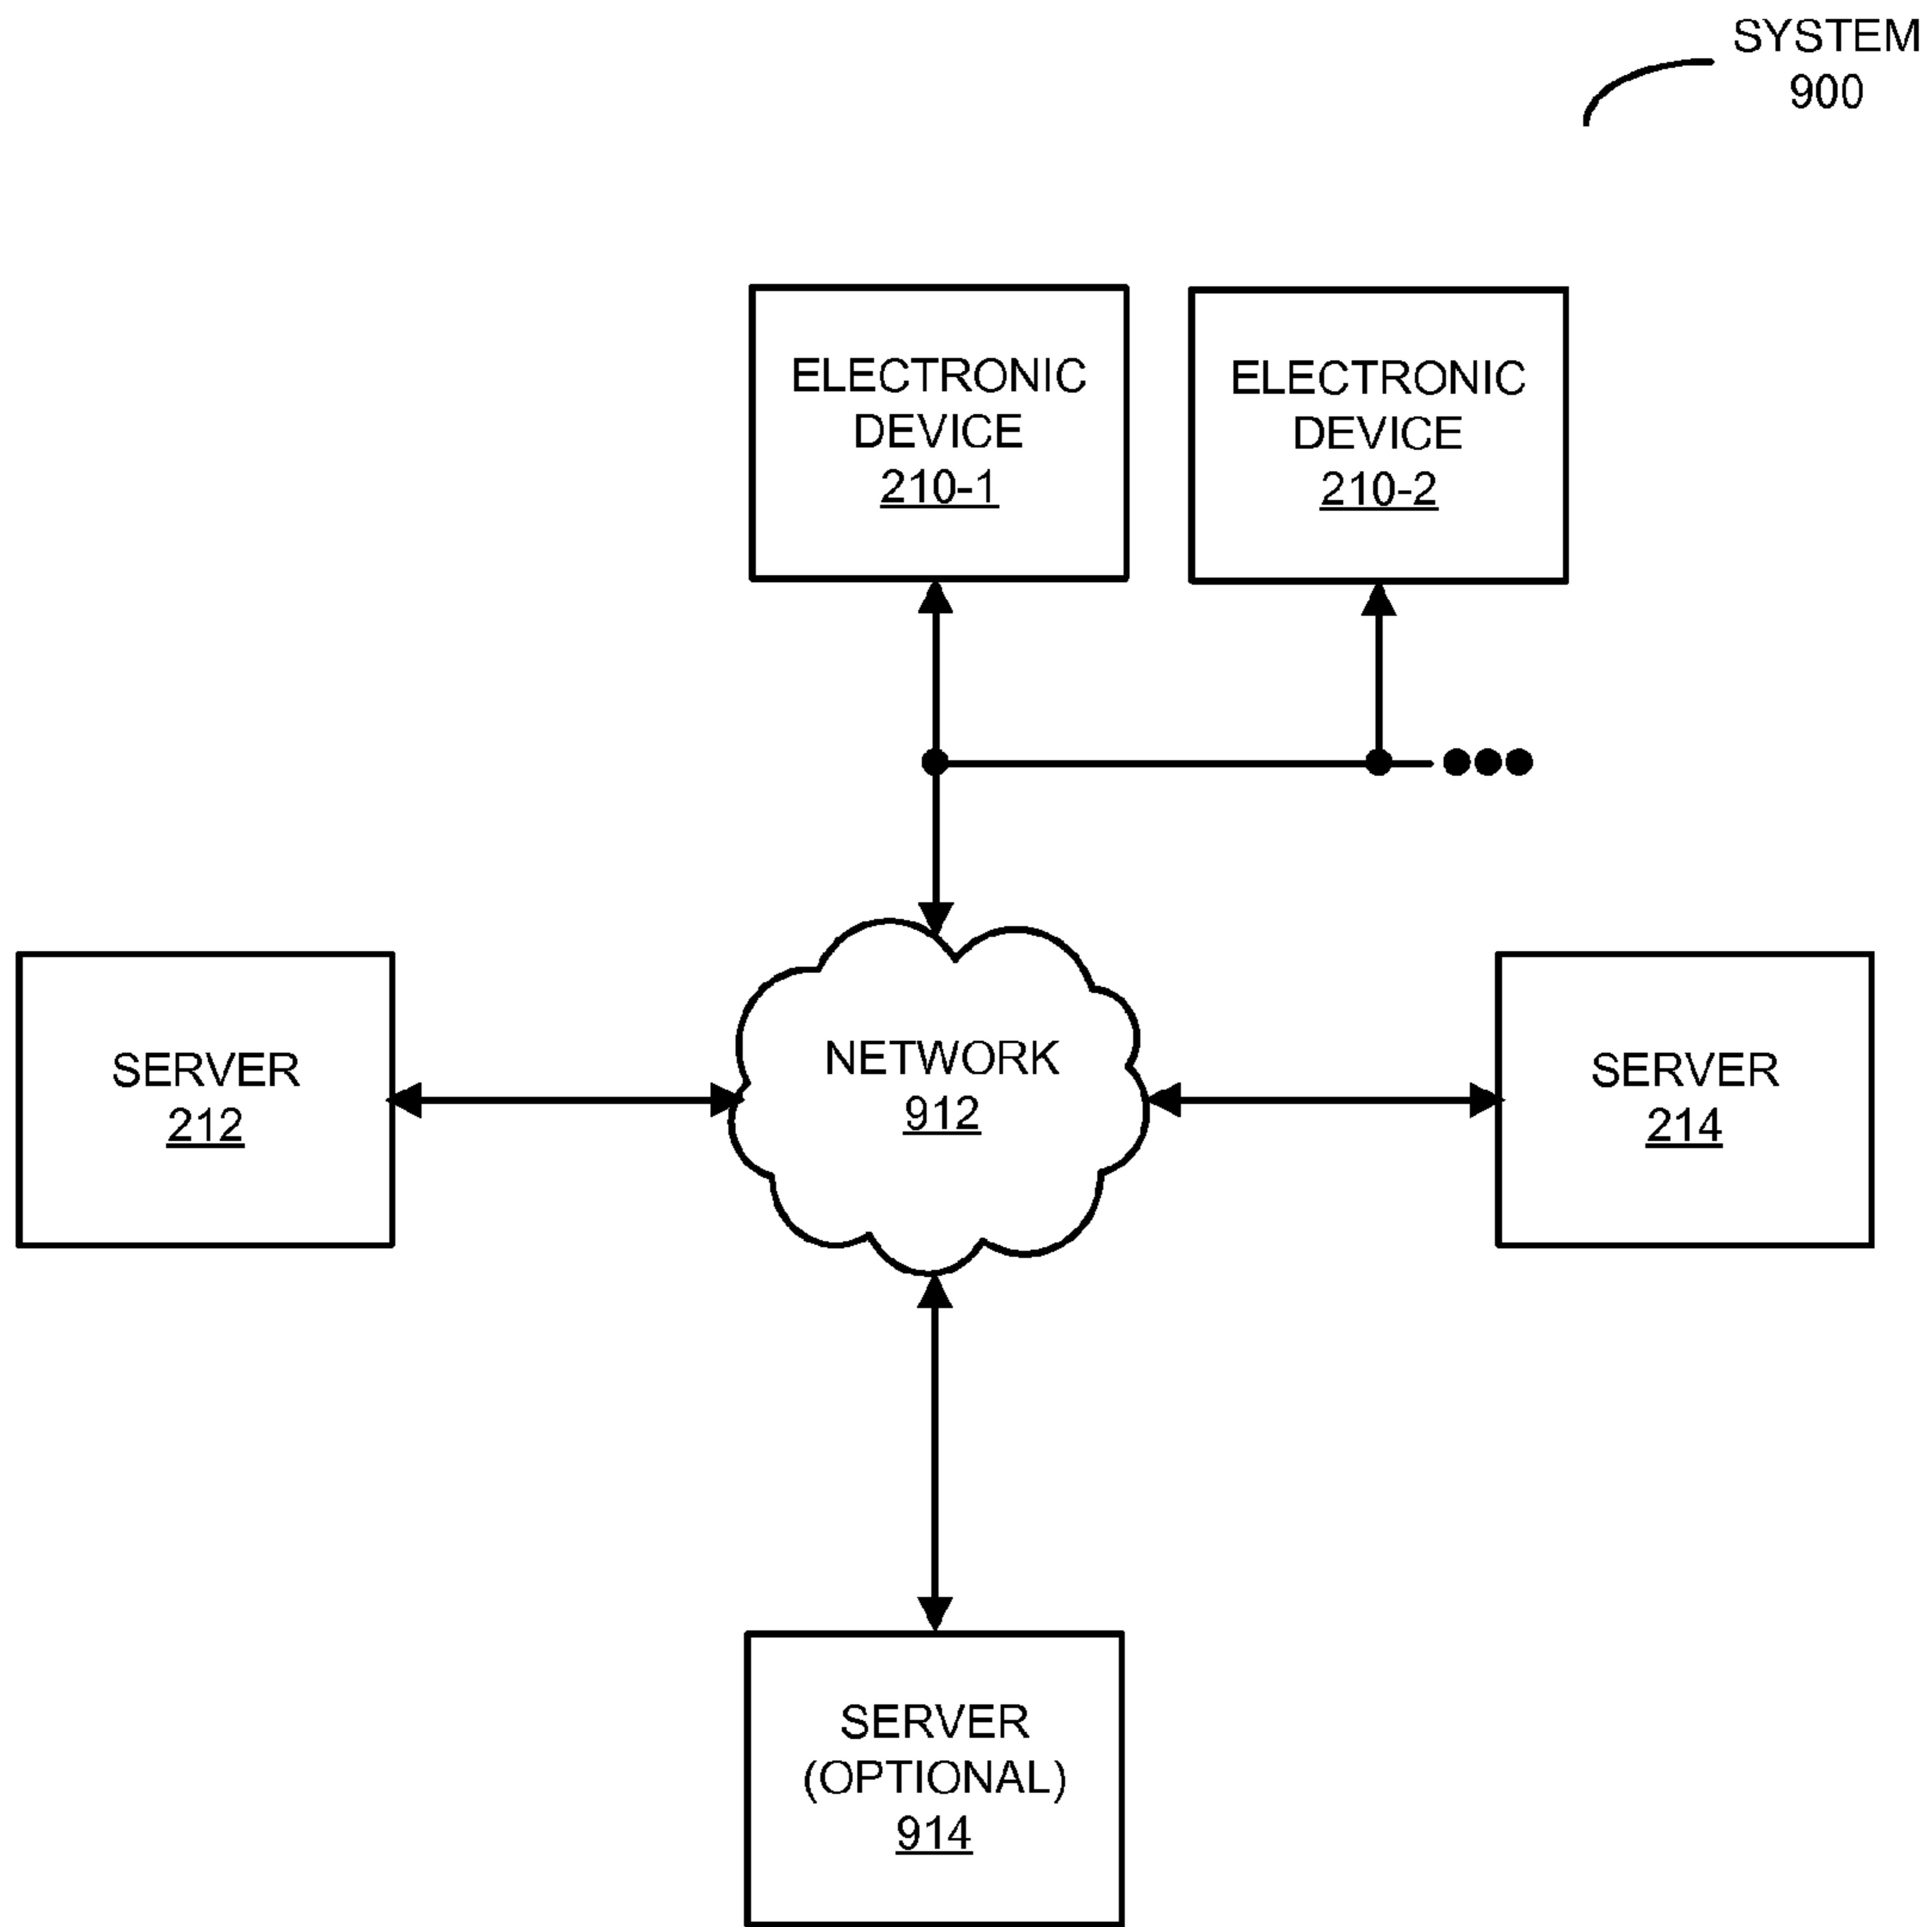 SYSTEM
900
ELECTRONIC
DEVICE
210-1
ELECTRONIC
DEVICE
210-2
SERVER
212
NETWORK
912
SERVER
214
SERVER
(OPTIONAL)
914